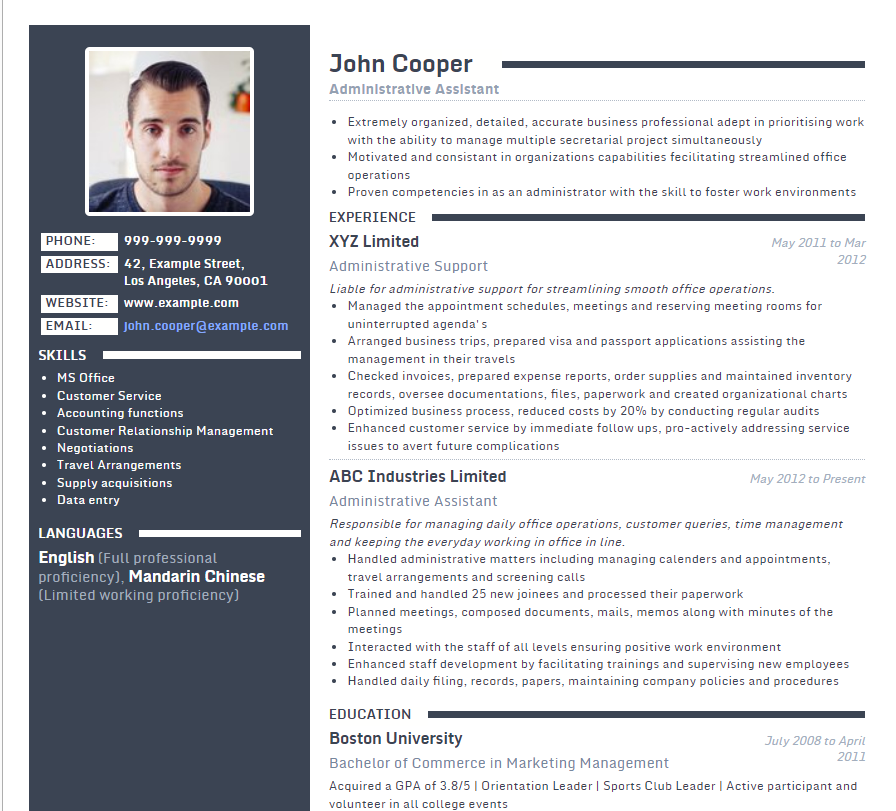 PHONE: 999-999-9999
ADDRESS: 42, Example Street,
Los Angeles, CA 90001
WEBSITE: www.example.com
EMAIL: john.cooper@example.com
SKILLS
• MS Office
• Customer Service
• Accounting functions
• Customer Relationship Management
• Negotiations
• Travel Arrangements
• Supply acquisitions
• Data entry
LANGUAGES
English (Full professional
proficiency), Mandarin Chinese
(Limited working proficiency)
John Cooper
Administrative Assistant
• Extremely organized, detailed, accurate business professional adept in prioritising work
with the ability to manage multiple secretarial project simultaneously
• Motivated and consistant in organizations capabilities fecilitating streamlined office
operations
• Proven competencies in as an administrator with the skill to foster work environments
EXPERIENCE
XYZ Limited May 2011 to Mar
2012
Administrative Support
Liable for administrative support for streamlining smooth office operations.
• Managed the appointment schedules, meetings and reserving meeting rooms for
uninterrupted agenda's
• Arranged business trips, prepared visa and passport applications assisting the
management in their travels
• Checked invoices, prepared expense reports, order supplies and maintained inventory
records, oversee documentations, files, paperwork and created organizational charts
• Optimized business process, reduced costs by 20% by conducting regular audits
• Enhanced customer service by immediate follow ups, pro-actively addressing service
issues to avert future complications
ABC Industries Limited May 2012 to Present
Administrative Assistant
Responsible for managing daily office operations, customer queries, time management
and keeping the everyday working in office in line.
• Handled administrative matters including managing calenders and appointments,
travel arrangements and screening calls
• Trained and handled 25 new joinees and processed their paperwork
• Planned meetings, composed documents, mails, memos along with minutes of the
meetings
• Interacted with the staff of all levels ensuring positive work environment
• Enhanced staff development by facilitating trainings and supervising new employees
• Handled daily filing, records, papers, maintaining company policies and procedures
EDUCATION
Boston University July 2008 to April
2011
Bachelor of Commerce in Marketing Management
Acquired a GPA of 3.8/5 | Orientation Leader | Sports Club Leader | Active participant and
volunteer in all college events